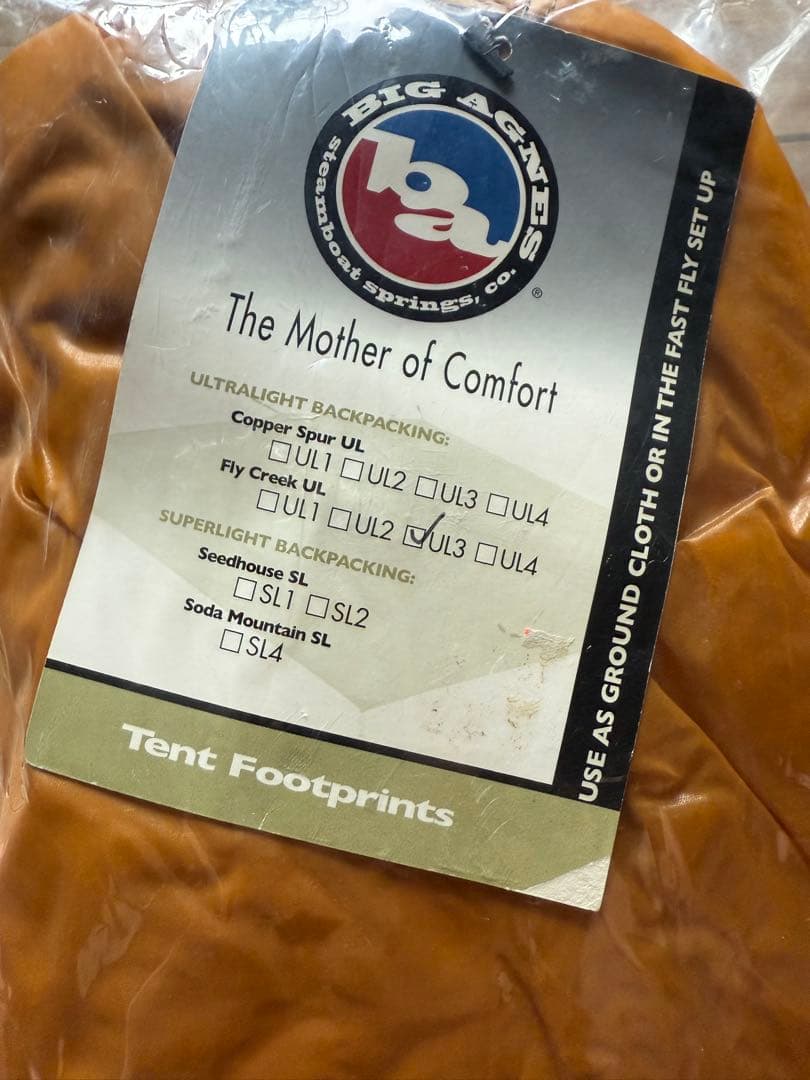 BIG AGNES
ba
steamboat springs, co.
®
The Mother of Comfort
ULTRALIGHT BACKPACKING:
Copper Spur UL
☐UL1 ☐UL2 ☐UL3 ☐UL4
Fly Creek UL
☐UL1 ☐UL2 ☑UL3 ☐UL4
SUPERLIGHT BACKPACKING:
Seedhouse SL
☐SL1 ☐SL2
Soda Mountain SL
☐SL4
Tent Footprints
USE AS GROUND CLOTH OR IN THE FAST FLY SET UP